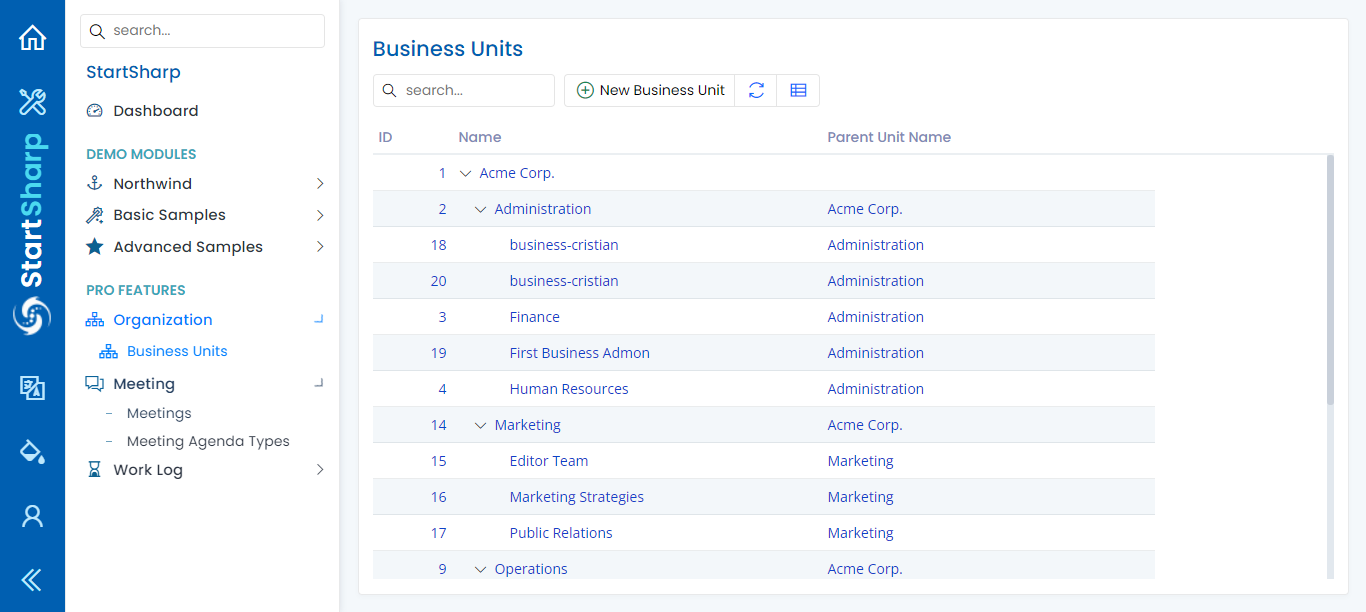 StartSharp
search...
StartSharp
Dashboard
DEMO MODULES
Northwind
Basic Samples
Advanced Samples
PRO FEATURES
Organization
Business Units
Meeting
Meetings
Meeting Agenda Types
Work Log
Business Units
search...
New Business Unit
ID Name Parent Unit Name
1 Acme Corp.
2 Administration Acme Corp.
18 business-cristian Administration
20 business-cristian Administration
3 Finance Administration
19 First Business Admon Administration
4 Human Resources Administration
14 Marketing Acme Corp.
15 Editor Team Marketing
16 Marketing Strategies Marketing
17 Public Relations Marketing
9 Operations Acme Corp.